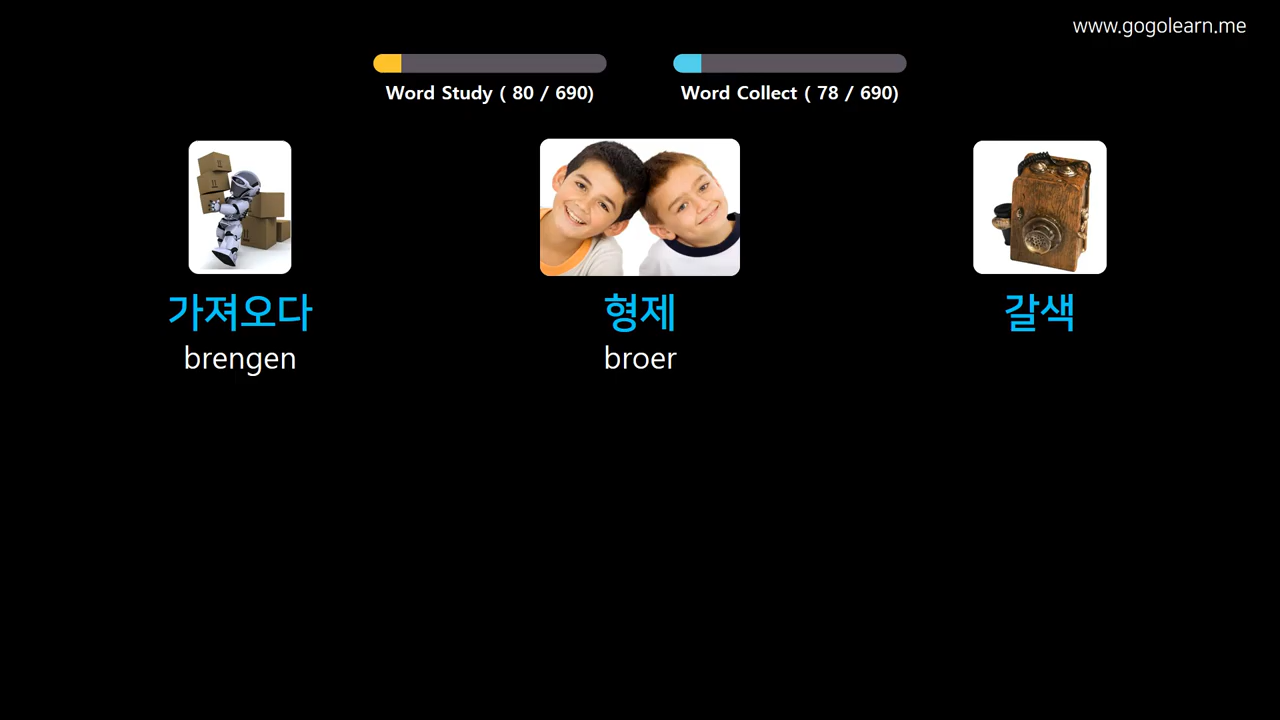 www.gogolearn.me
Word Study ( 80 / 690)
Word Collect ( 78 / 690)
가져오다
brengen
형제
broer
갈색